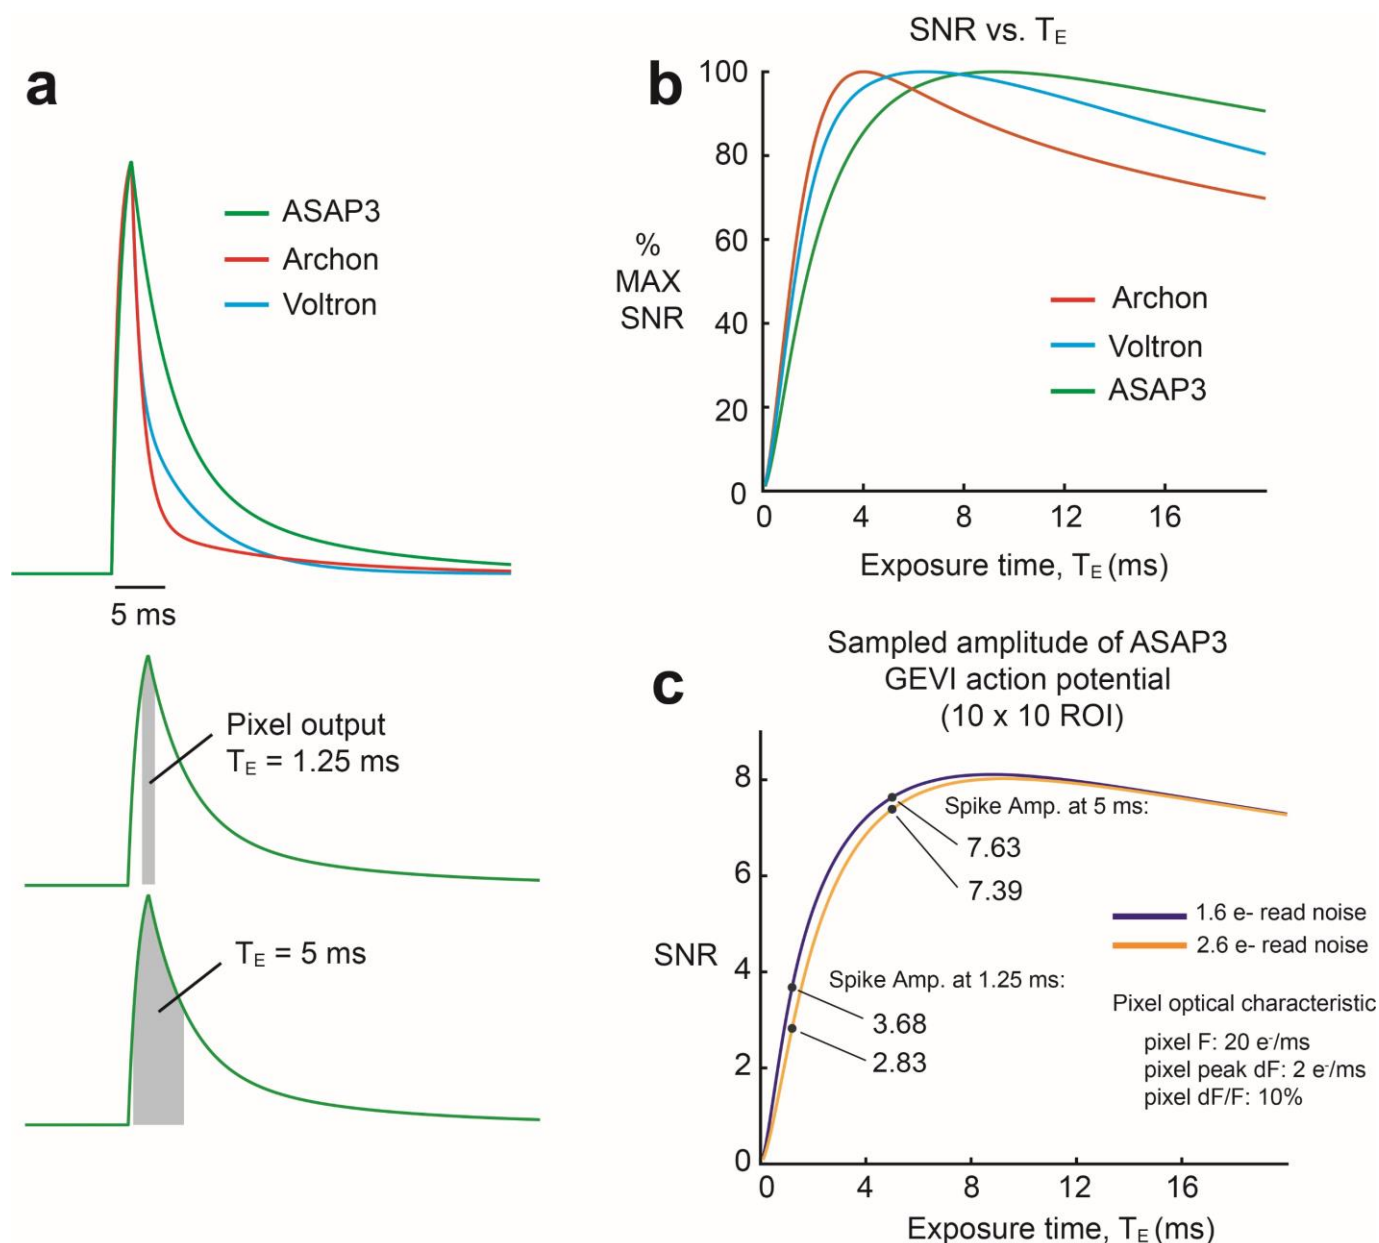 a
ASAP3
Archon
Voltron
5 ms
Pixel output
T_E = 1.25 ms
T_E = 5 ms
b
SNR vs. T_E
100
80
60
40
20
0
%
MAX
SNR
Archon
Voltron
ASAP3
0
4
8
12
16
Exposure time, T_E (ms)
c
Sampled amplitude of ASAP3
GEVI action potential
(10 x 10 ROI)
8
6
4
2
0
SNR
Spike Amp. at 5 ms:
7.63
7.39
1.6 e- read noise
2.6 e- read noise
Spike Amp. at 1.25 ms:
3.68
2.83
Pixel optical characteristic
pixel F: 20 e⁻/ms
pixel peak dF: 2 e⁻/ms
pixel dF/F: 10%
0
4
8
12
16
Exposure time, T_E (ms)